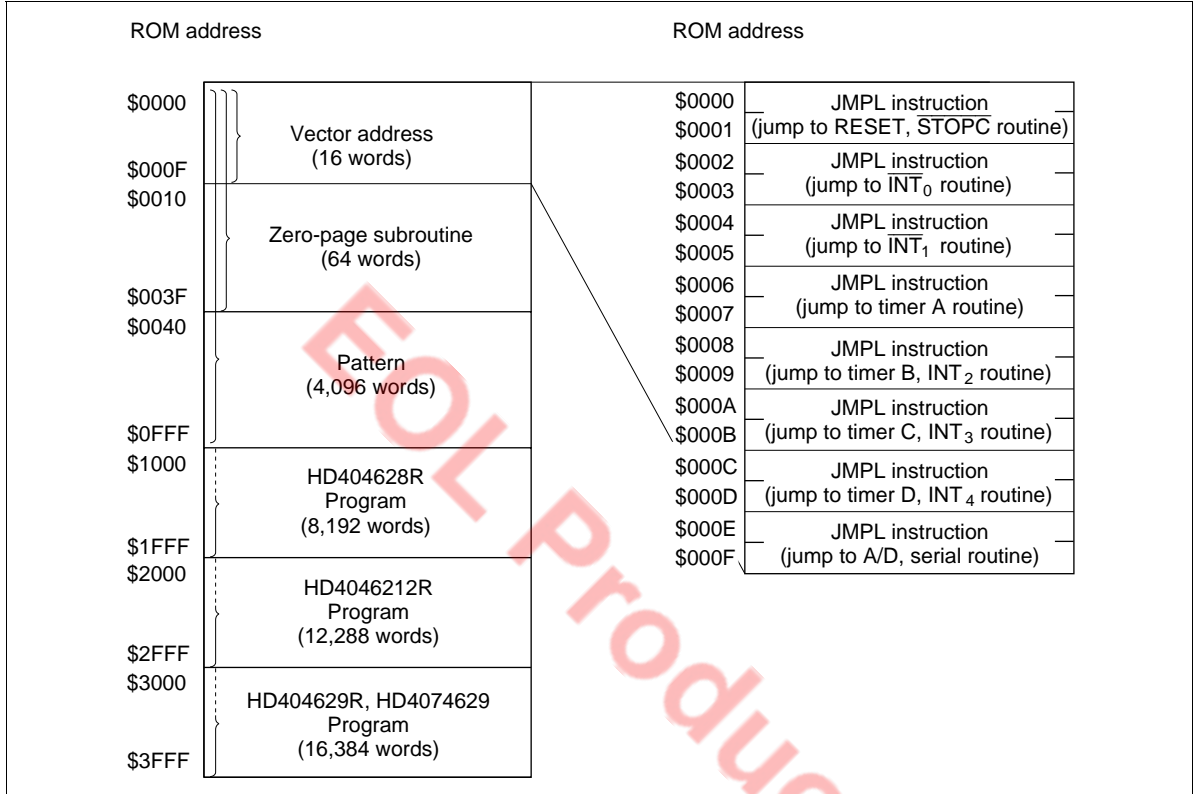 ROM address
$0000
$000F
$0010
$003F
$0040
$0FFF
$1000
$1FFF
$2000
$2FFF
$3000
$3FFF
Vector address
(16 words)
Zero-page subroutine
(64 words)
Pattern
(4,096 words)
HD404628R
Program
(8,192 words)
HD4046212R
Program
(12,288 words)
HD404629R, HD4074629
Program
(16,384 words)
ROM address
$0000
$0001
JMPL instruction
(jump to RESET, STOPC routine)
$0002
$0003
JMPL instruction
(jump to INT0 routine)
$0004
$0005
JMPL instruction
(jump to INT1 routine)
$0006
$0007
JMPL instruction
(jump to timer A routine)
$0008
$0009
JMPL instruction
(jump to timer B, INT2 routine)
$000A
$000B
JMPL instruction
(jump to timer C, INT3 routine)
$000C
$000D
JMPL instruction
(jump to timer D, INT4 routine)
$000E
$000F
JMPL instruction
(jump to A/D, serial routine)
EOL Produc